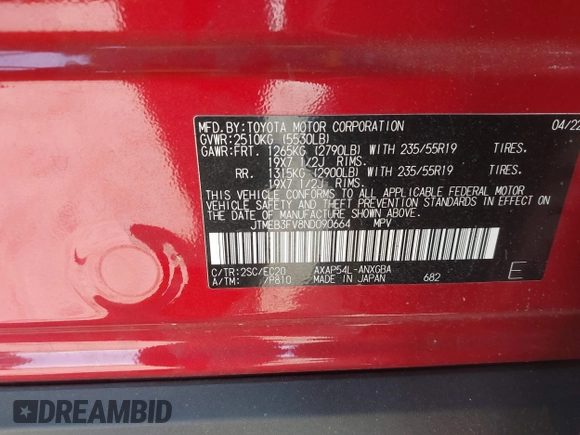 MFD.BY:TOYOTA MOTOR CORPORATION 04/22
GVWR:2510KG (5530LB)
GAWR:FRT. 1265KG (2790LB) WITH 235/55R19 TIRES.
19X7 1/2J RIMS.
RR. 1315KG (2900LB) WITH 235/55R19 TIRES.
19X7 1/2J RIMS.
THIS VEHICLE CONFORMS TO ALL APPLICABLE FEDERAL MOTOR
VEHICLE SAFETY AND THEFT PREVENTION STANDARDS IN EFFECT
ON THE DATE OF MANUFACTURE SHOWN ABOVE.
JTMEB3FV8ND090664 MPV
C/TR:2SC/EC20 AXAP54L-ANXGBA
A/TM: /P810 MADE IN JAPAN 682 E
DREAMBID